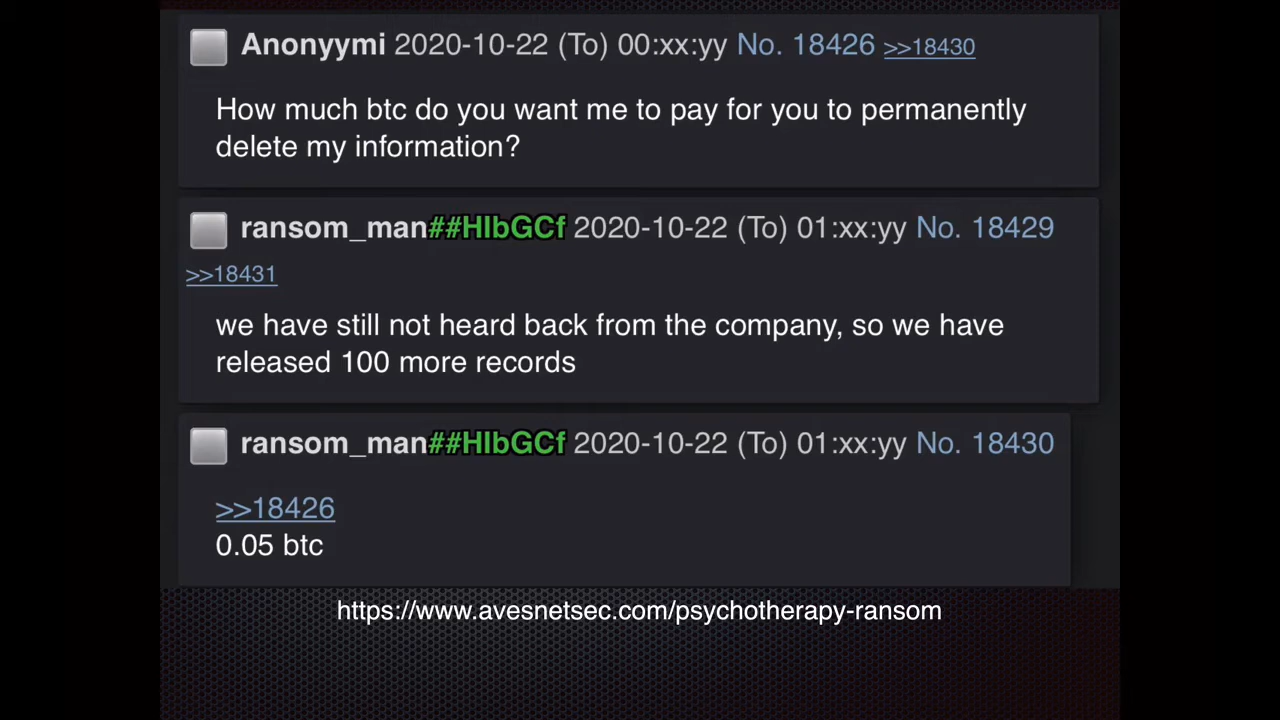 Anonyymi 2020-10-22 (To) 00:xx:yy No. 18426 >>18430
How much btc do you want me to pay for you to permanently
delete my information?
ransom_man##HIbGCf 2020-10-22 (To) 01:xx:yy No. 18429
>>18431
we have still not heard back from the company, so we have
released 100 more records
ransom_man##HIbGCf 2020-10-22 (To) 01:xx:yy No. 18430
>>18426
0.05 btc
https://www.avesnetsec.com/psychotherapy-ransom